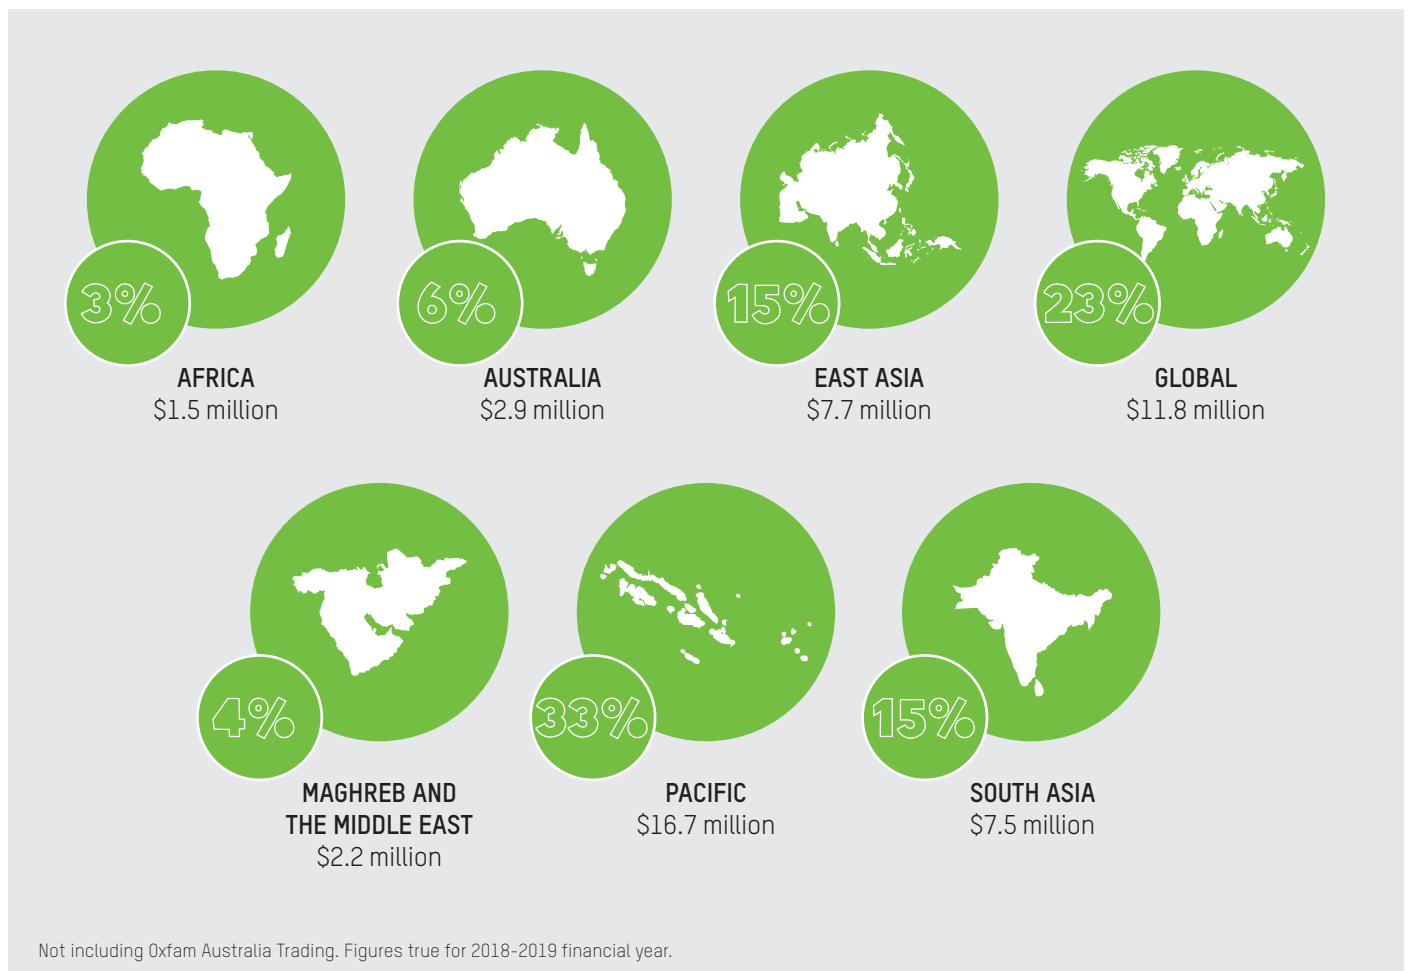 3%
AFRICA
$1.5 million
6%
AUSTRALIA
$2.9 million
15%
EAST ASIA
$7.7 million
23%
GLOBAL
$11.8 million
4%
MAGHREB AND
THE MIDDLE EAST
$2.2 million
33%
PACIFIC
$16.7 million
15%
SOUTH ASIA
$7.5 million
Not including Oxfam Australia Trading. Figures true for 2018-2019 financial year.